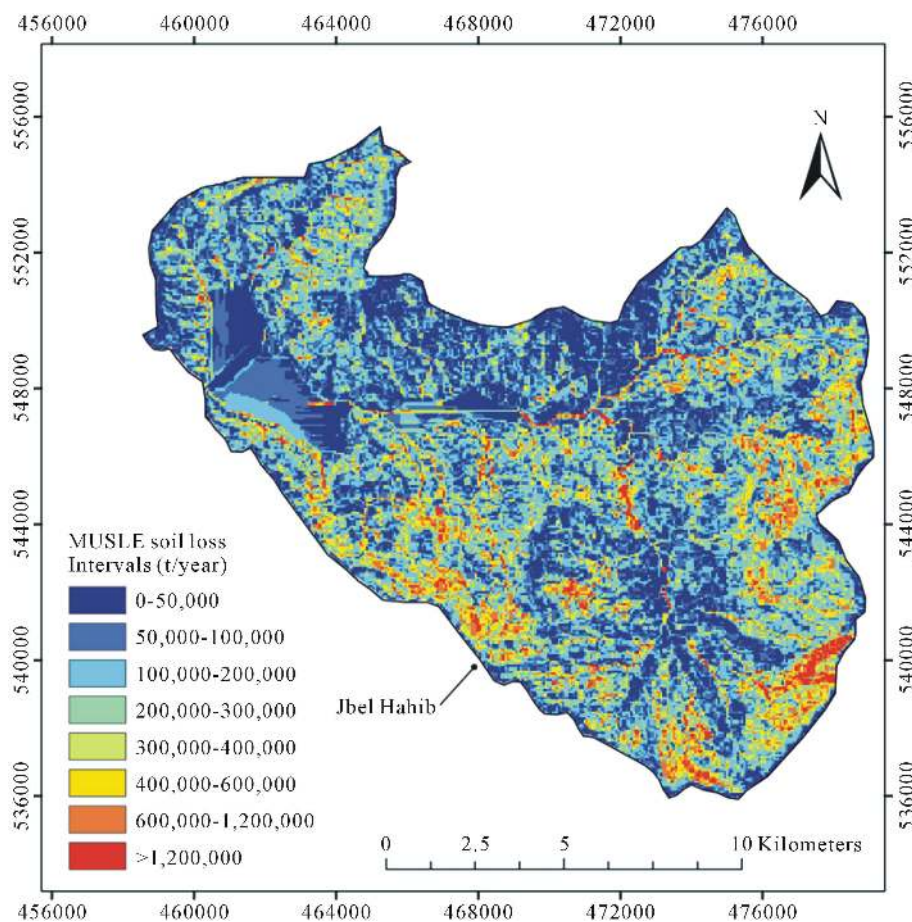 456000 460000 464000 468000 472000 476000
556000 556000
N
552000 552000
548000 548000
544000 544000
MUSLE soil loss
Intervals (t/year)
0-50,000
50,000-100,000
100,000-200,000
540000 540000
200,000-300,000
Jbel Hahib
300,000-400,000
400,000-600,000
536000 536000
600,000-1,200,000
>1,200,000
0 2.5 5 10 Kilometers
456000 460000 464000 468000 472000 476000